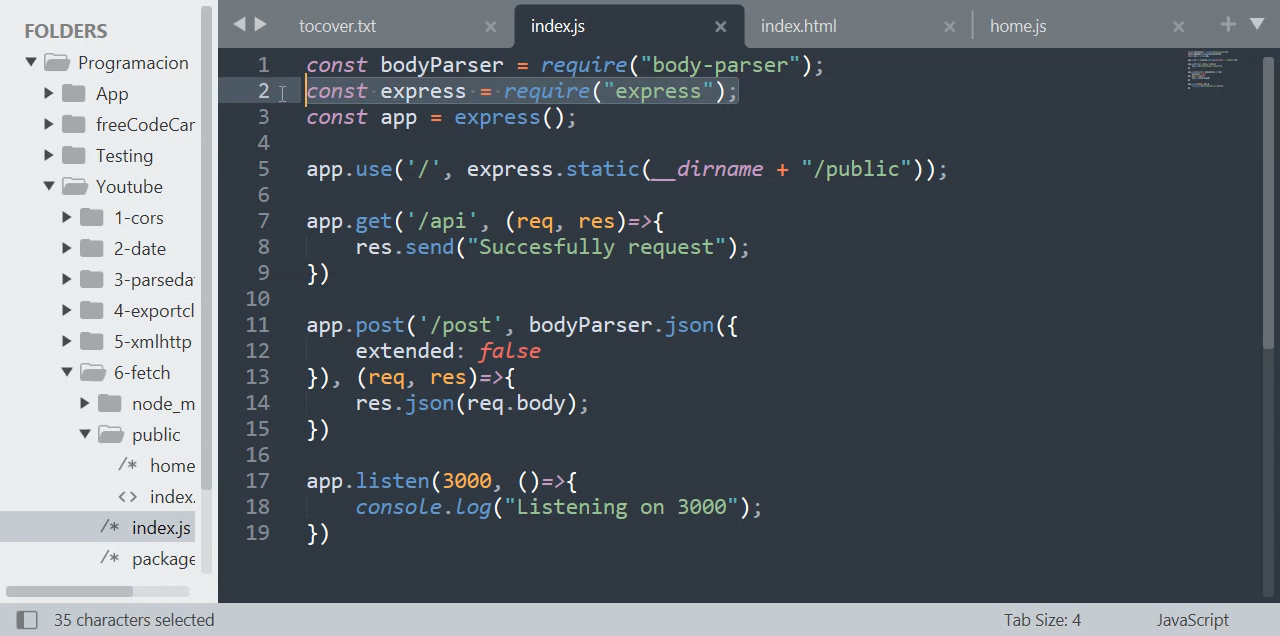 FOLDERS
Programacion
App
freeCodeCar
Testing
Youtube
1-cors
2-date
3-parseda
4-exportcl
5-xmlhttp
6-fetch
node_m
public
/* home
<> index.
/* index.js
/* package
tocover.txt
index.js
index.html
home.js
1 const bodyParser = require("body-parser");
2 const express = require("express");
3 const app = express();
4
5 app.use('/', express.static(__dirname + "/public"));
6
7 app.get('/api', (req, res)=>{
8 res.send("Succesfully request");
9 })
10
11 app.post('/post', bodyParser.json({
12 extended: false
13 }), (req, res)=>{
14 res.json(req.body);
15 })
16
17 app.listen(3000, ()=>{
18 console.log("Listening on 3000");
19 })
35 characters selected
Tab Size: 4
JavaScript